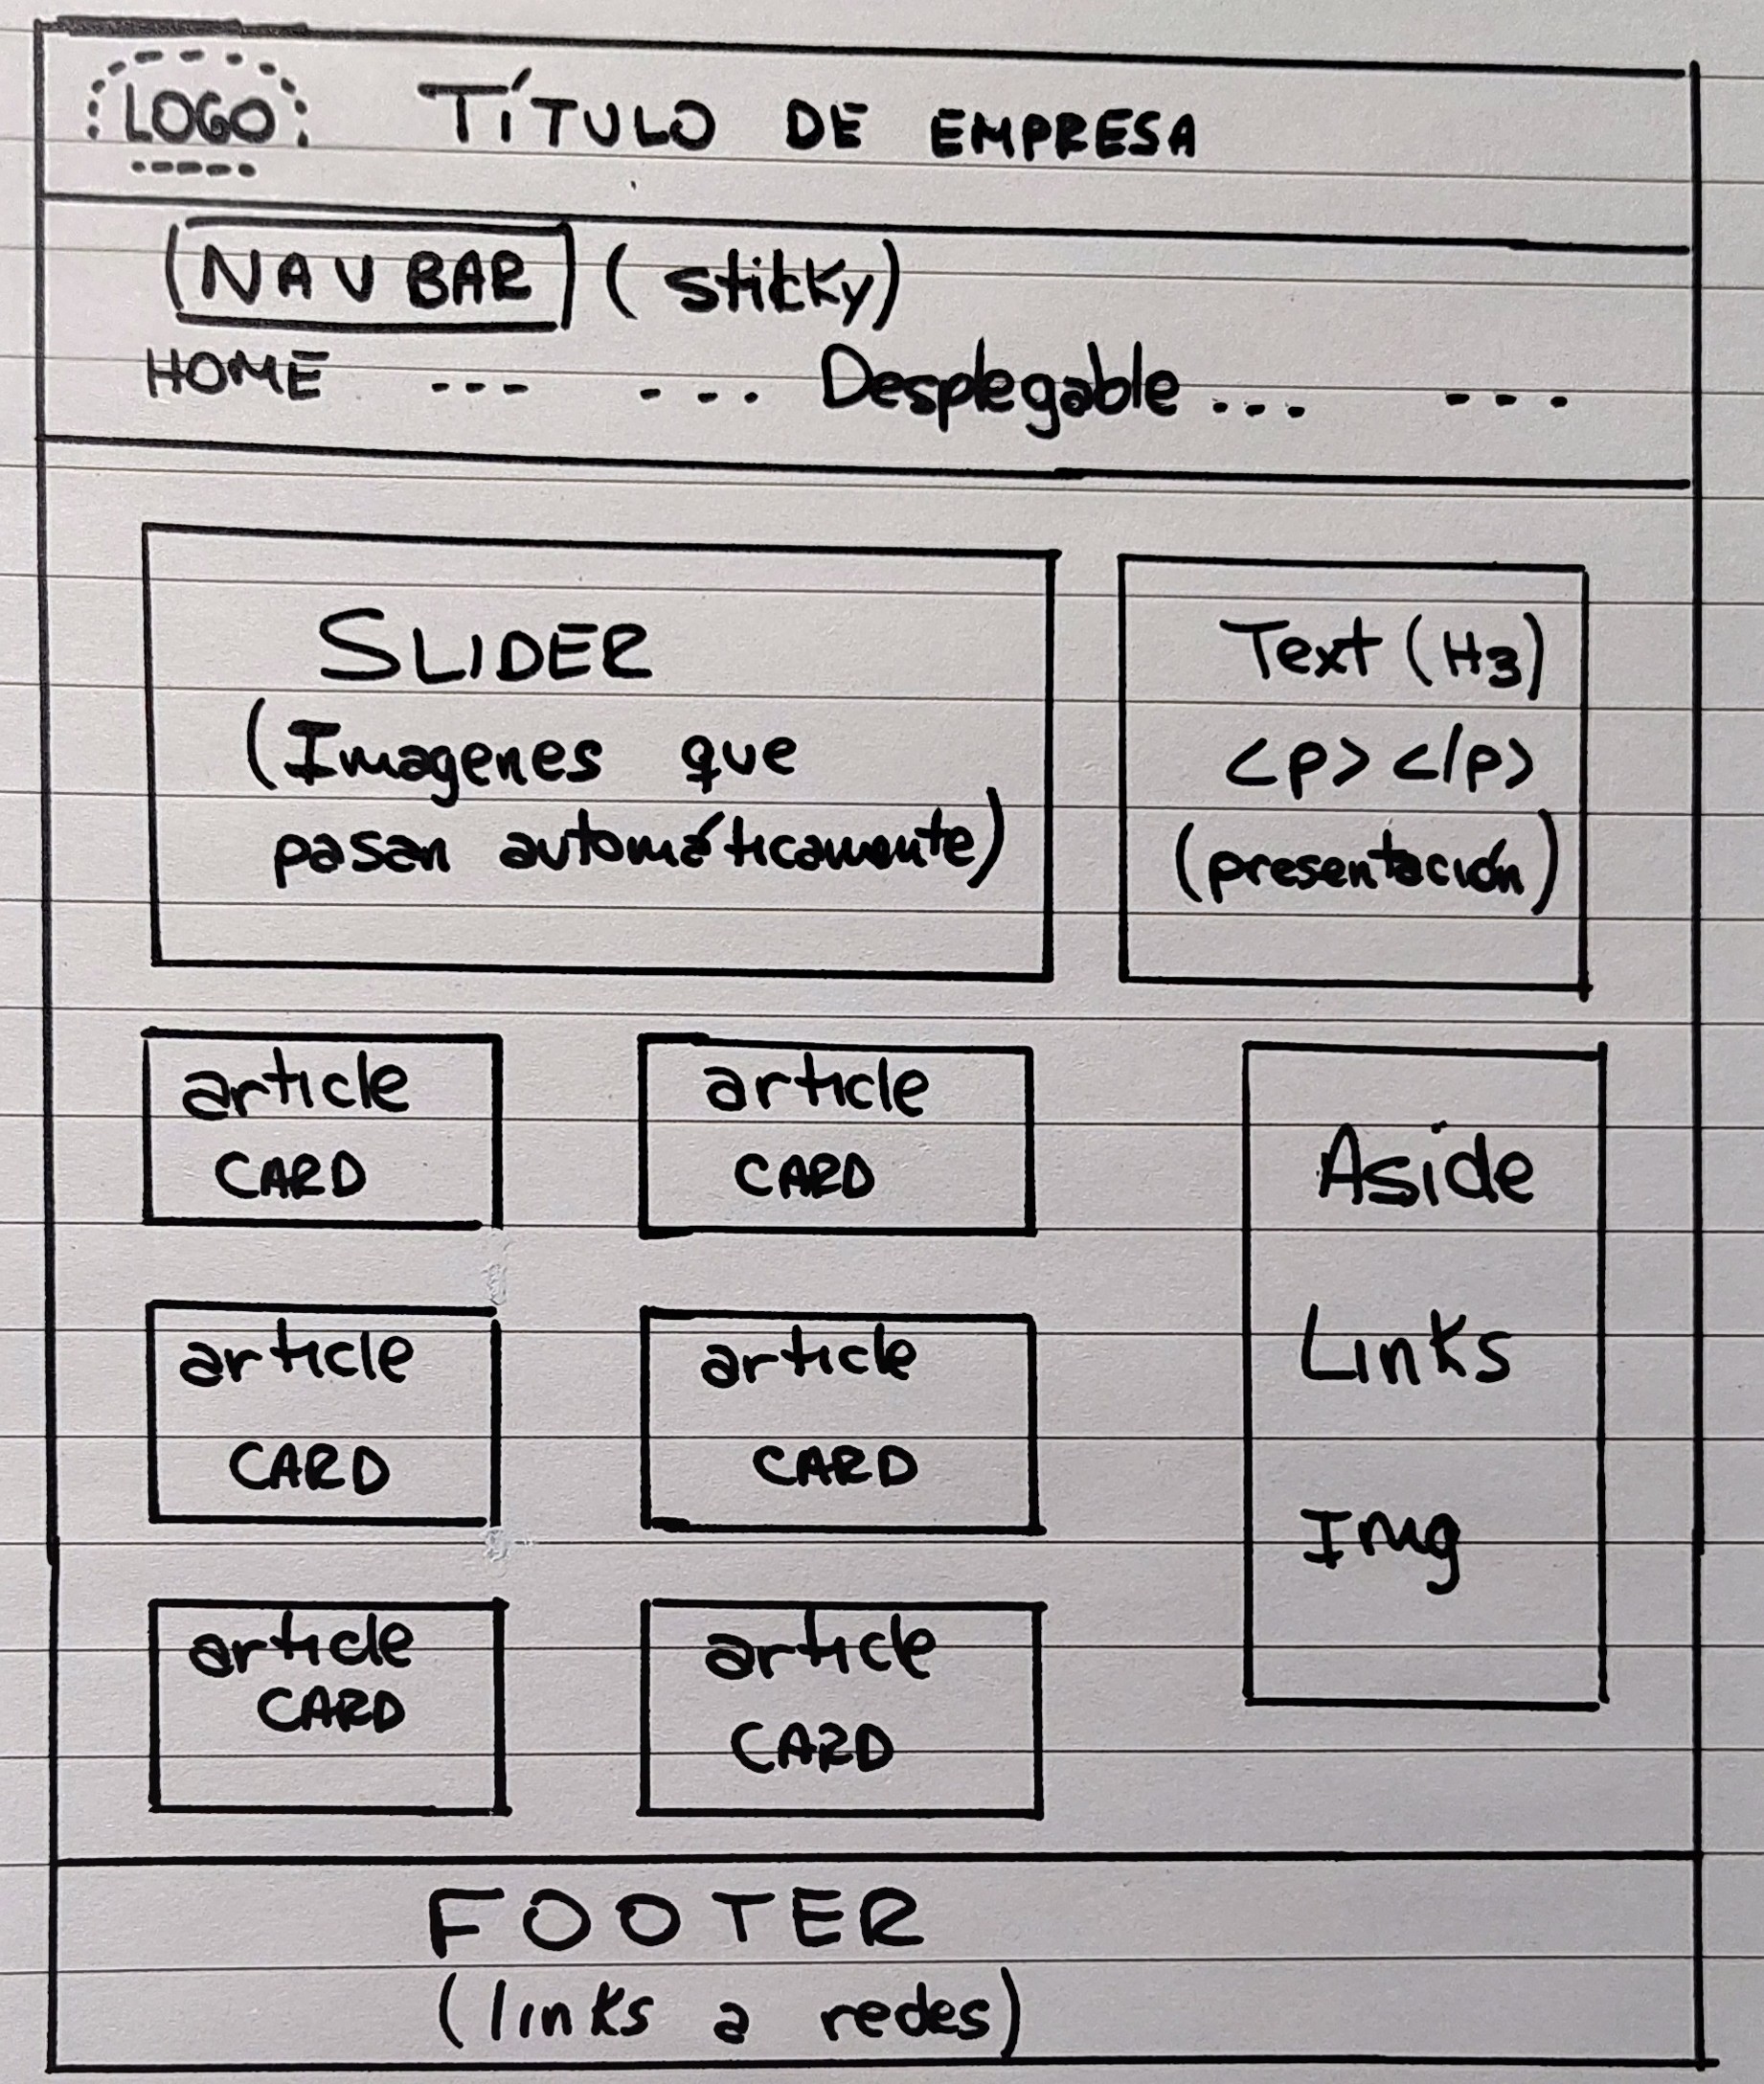 LOGO TÍTULO DE EMPRESA
(NAVBAR) (sticky)
HOME --- --- Desplegable --- ---
SLIDER
(Imagenes que
pasan automáticamente)
Text (H3)
<p> </p>
(presentación)
article
CARD
article
CARD
Aside
Links
Img
article
CARD
article
CARD
article
CARD
article
CARD
FOOTER
(links a redes)